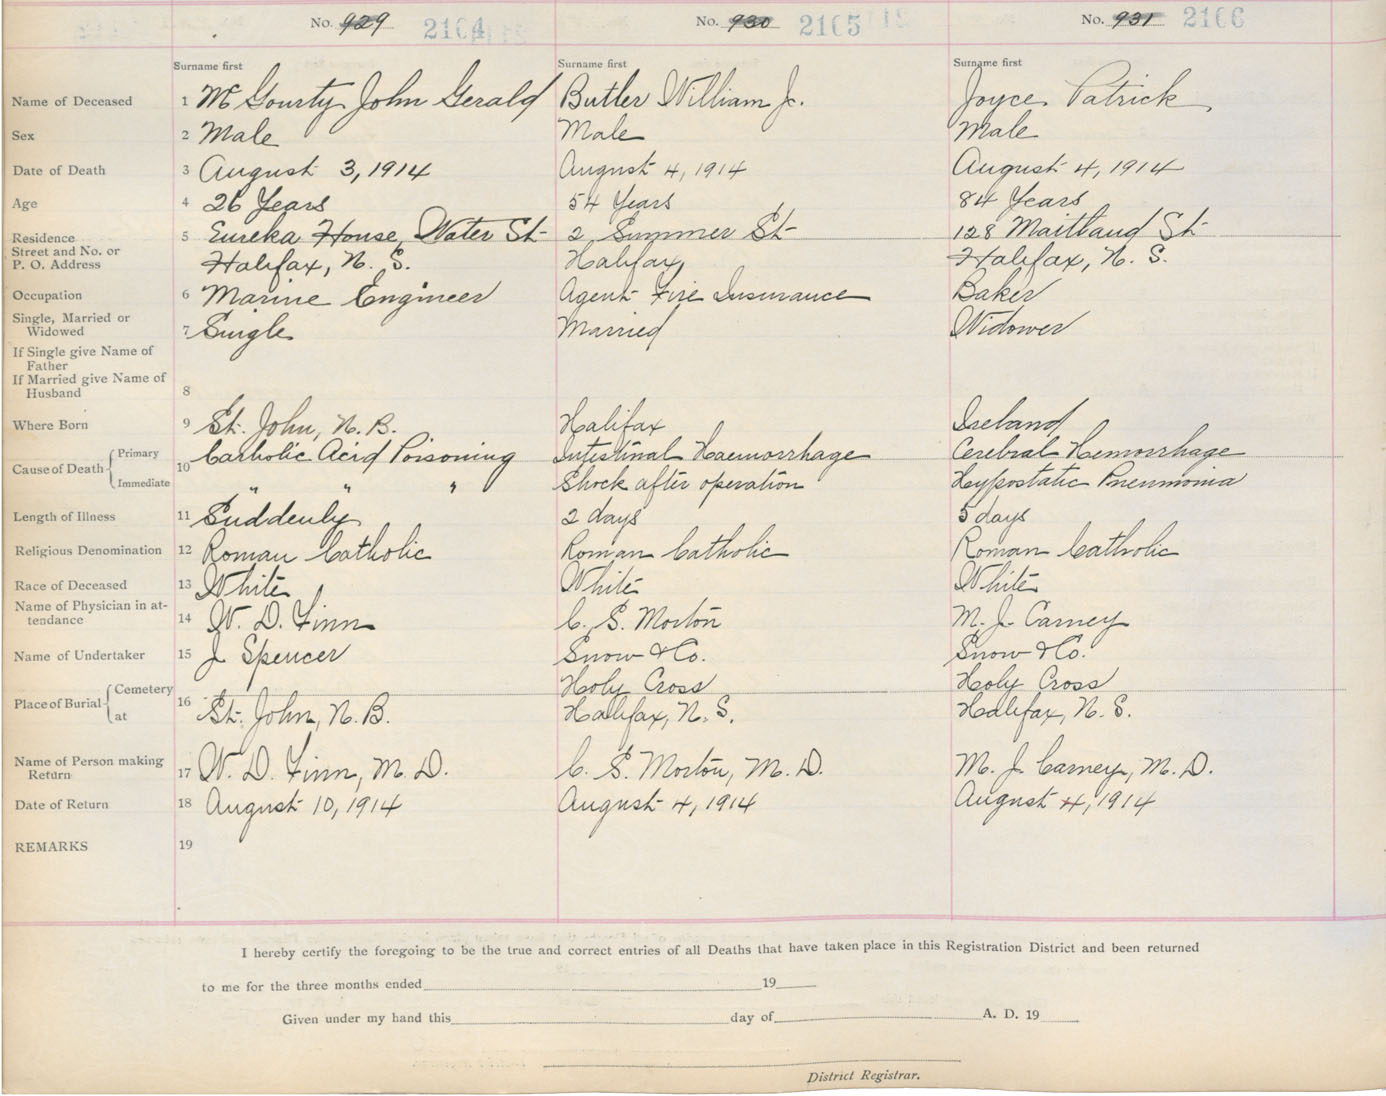 No. 929 2164 No. 930 2165 No. 931 2166
Surname first Surname first Surname first
Name of Deceased 1 McGourty John Gerald Butler William Jr. Joyce Patrick
Sex 2 Male Male Male
Date of Death 3 August 3, 1914 August 4, 1914 August 4, 1914
Age 4 26 Years 54 Years 84 Years
Residence 5 Eureka House, Water St 2 Summer St 128 Maitland St
Street and No. or
P. O. Address Halifax, N. S. Halifax, Halifax, N. S.
Occupation 6 Marine Engineer Agent Fire Insurance Baker
Single, Married or
Widowed 7 Single Married Widower
If Single give Name of
Father
If Married give Name of
Husband 8
Where Born 9 St. John, N. B. Halifax Ireland
Cause of Death Primary 10 Carbolic Acid Poisoning Intestinal Haemorrhage Cerebral Hemorrhage
Immediate " " " Shock after operation Hypostatic Pneumonia
Length of Illness 11 Suddenly 2 days 5 days
Religious Denomination 12 Roman Catholic Roman Catholic Roman Catholic
Race of Deceased 13 White White White
Name of Physician in at-
tendance 14 W. D. Finn C. S. Morton M. J. Carney
Name of Undertaker 15 J Spencer Snow & Co. Snow & Co.
Place of Burial Cemetery 16 Holy Cross Holy Cross
at St. John, N. B. Halifax, N. S. Halifax, N. S.
Name of Person making
Return 17 W. D. Finn, M. D. C. S. Morton, M. D. M. J. Carney, M. D.
Date of Return 18 August 10, 1914 August 4, 1914 August 4, 1914
REMARKS 19
I hereby certify the foregoing to be the true and correct entries of all Deaths that have taken place in this Registration District and been returned
to me for the three months ended 19
Given under my hand this day of A. D. 19
District Registrar.